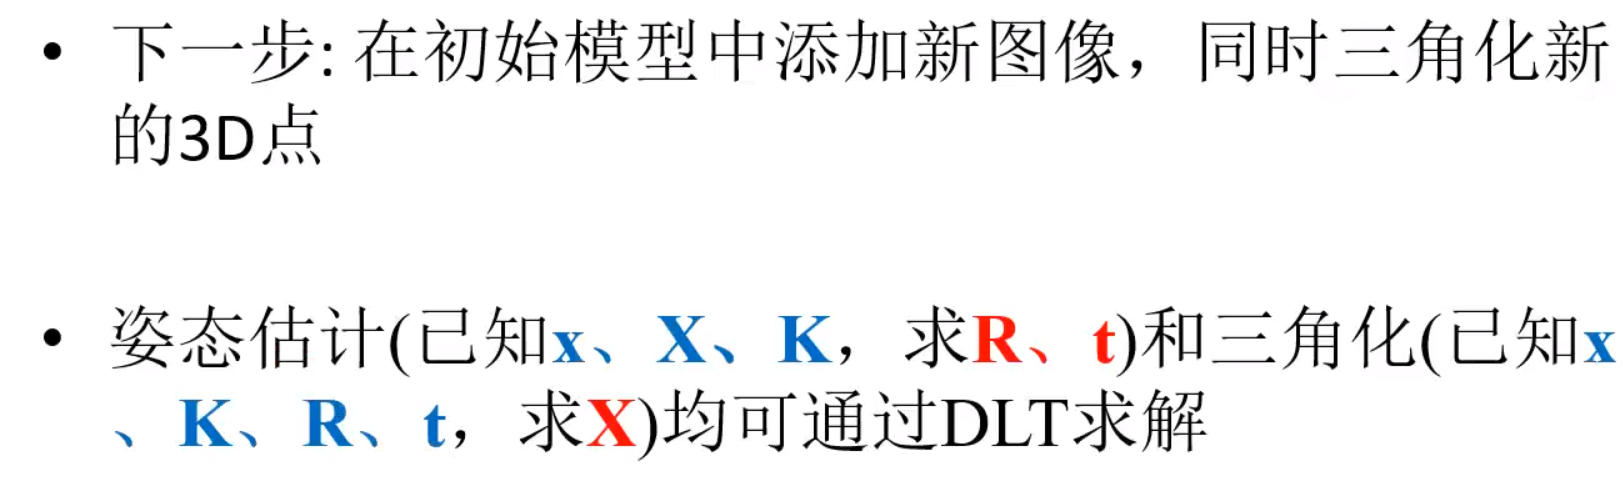 • 下一步: 在初始模型中添加新图像，同时三角化新
的3D点
• 姿态估计(已知x、X、K，求R、t)和三角化(已知x
、K、R、t，求X)均可通过DLT求解